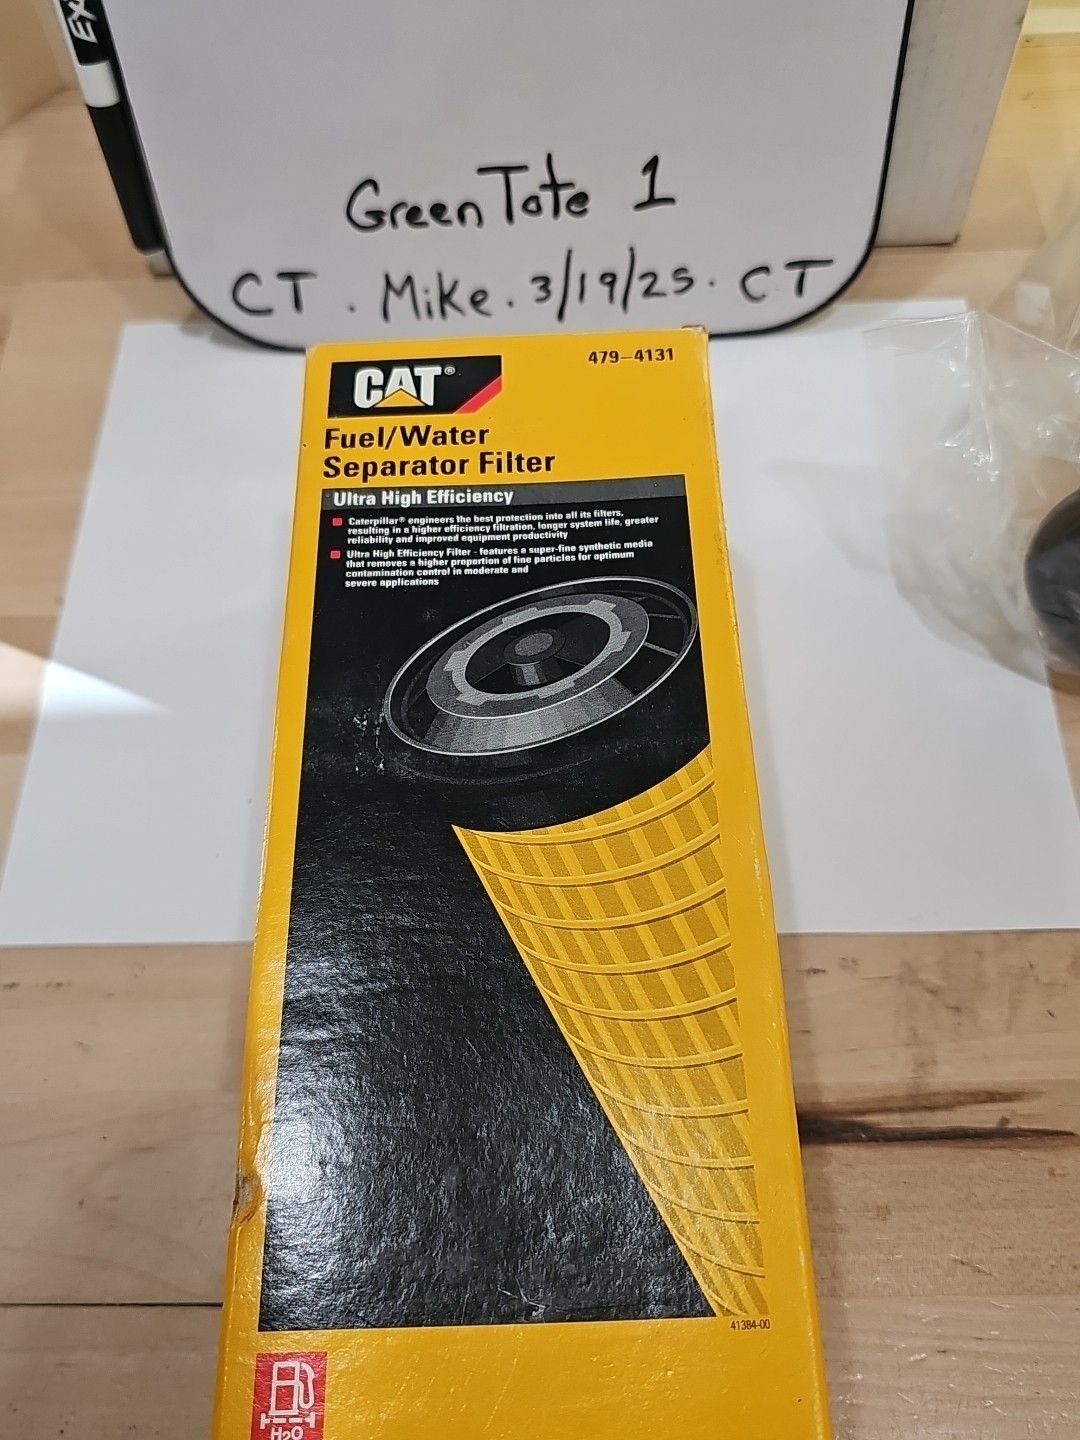 EX
Green Tote 1
CT . Mike . 3/19/25 . CT
479-4131
CAT®
Fuel/Water
Separator Filter
Ultra High Efficiency
Caterpillar® engineers the best protection into all its filters,
resulting in a higher efficiency filtration, longer system life, greater
reliability and improved equipment productivity
Ultra High Efficiency Filter - features a super-fine synthetic media
that removes a higher proportion of fine particles for optimum
contamination control in moderate and
severe applications
41384-00
H2O